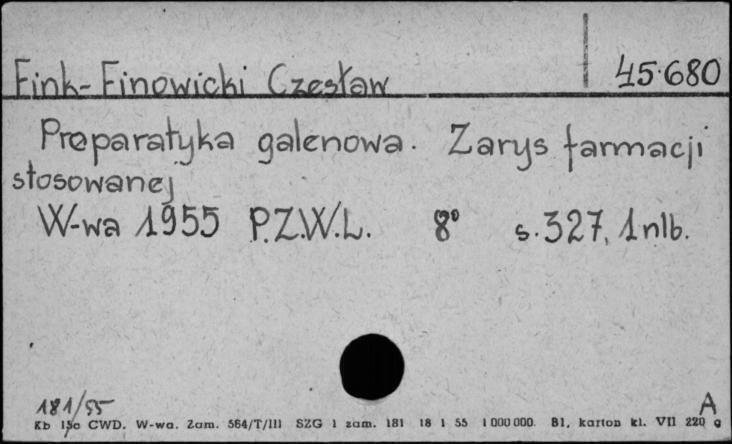 Fink-Finowicki Czesław 45.680
Preparatyka galenowa. Zarys farmacji
stosowanej
W-wa 1955 P.Z.W.L. 8° s. 327, 1 nlb.
181/55 A
Kb 15c CWD. W-wa. Zam. 564/T/III SZG 1 zam. 181 18 1 55 1 000 000. B1, karton kl. VII 220 g